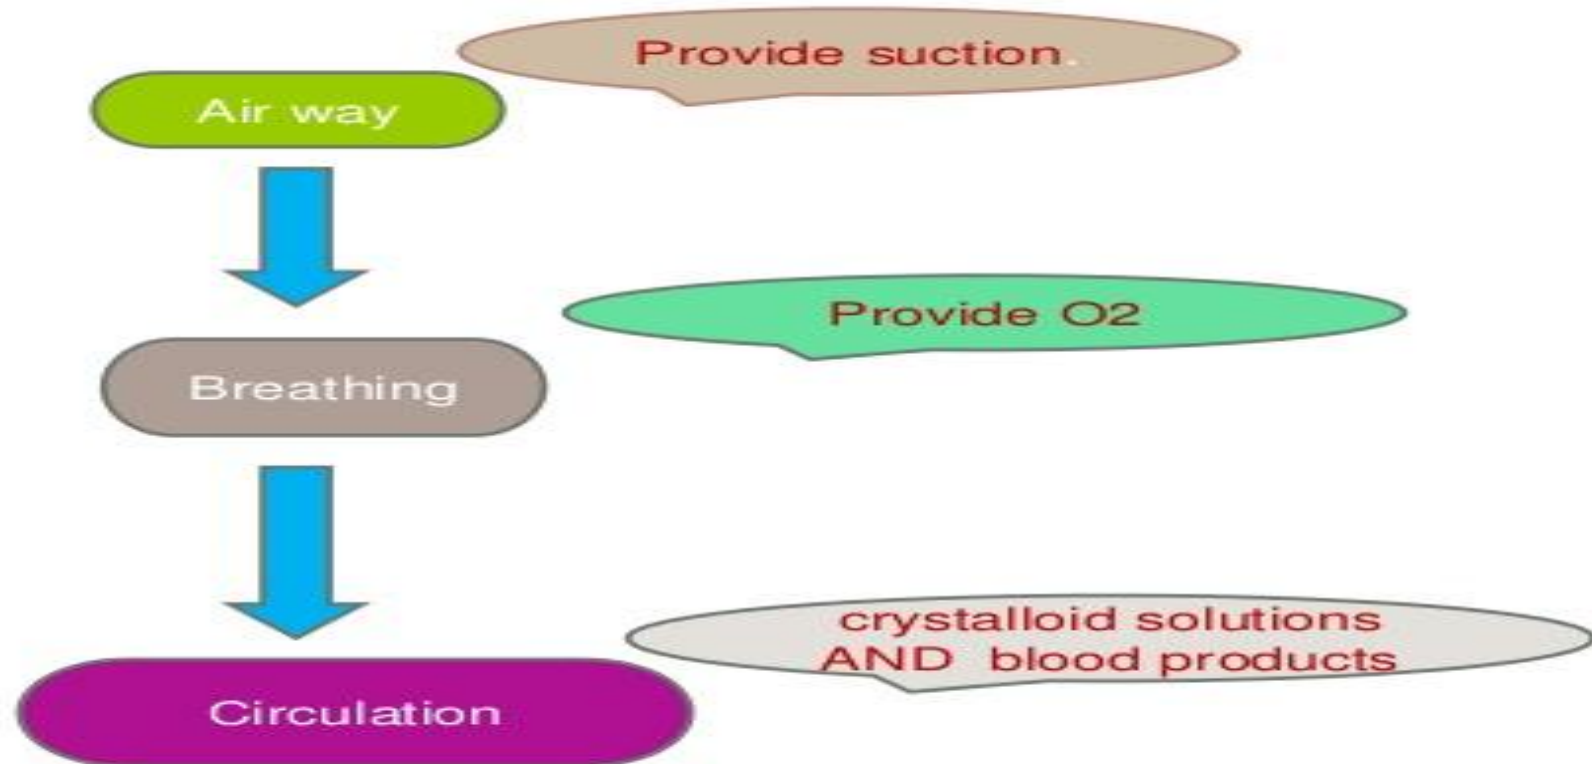 Provide suction.
Air way
Provide O2
Breathing
crystalloid solutions
AND blood products
Circulation